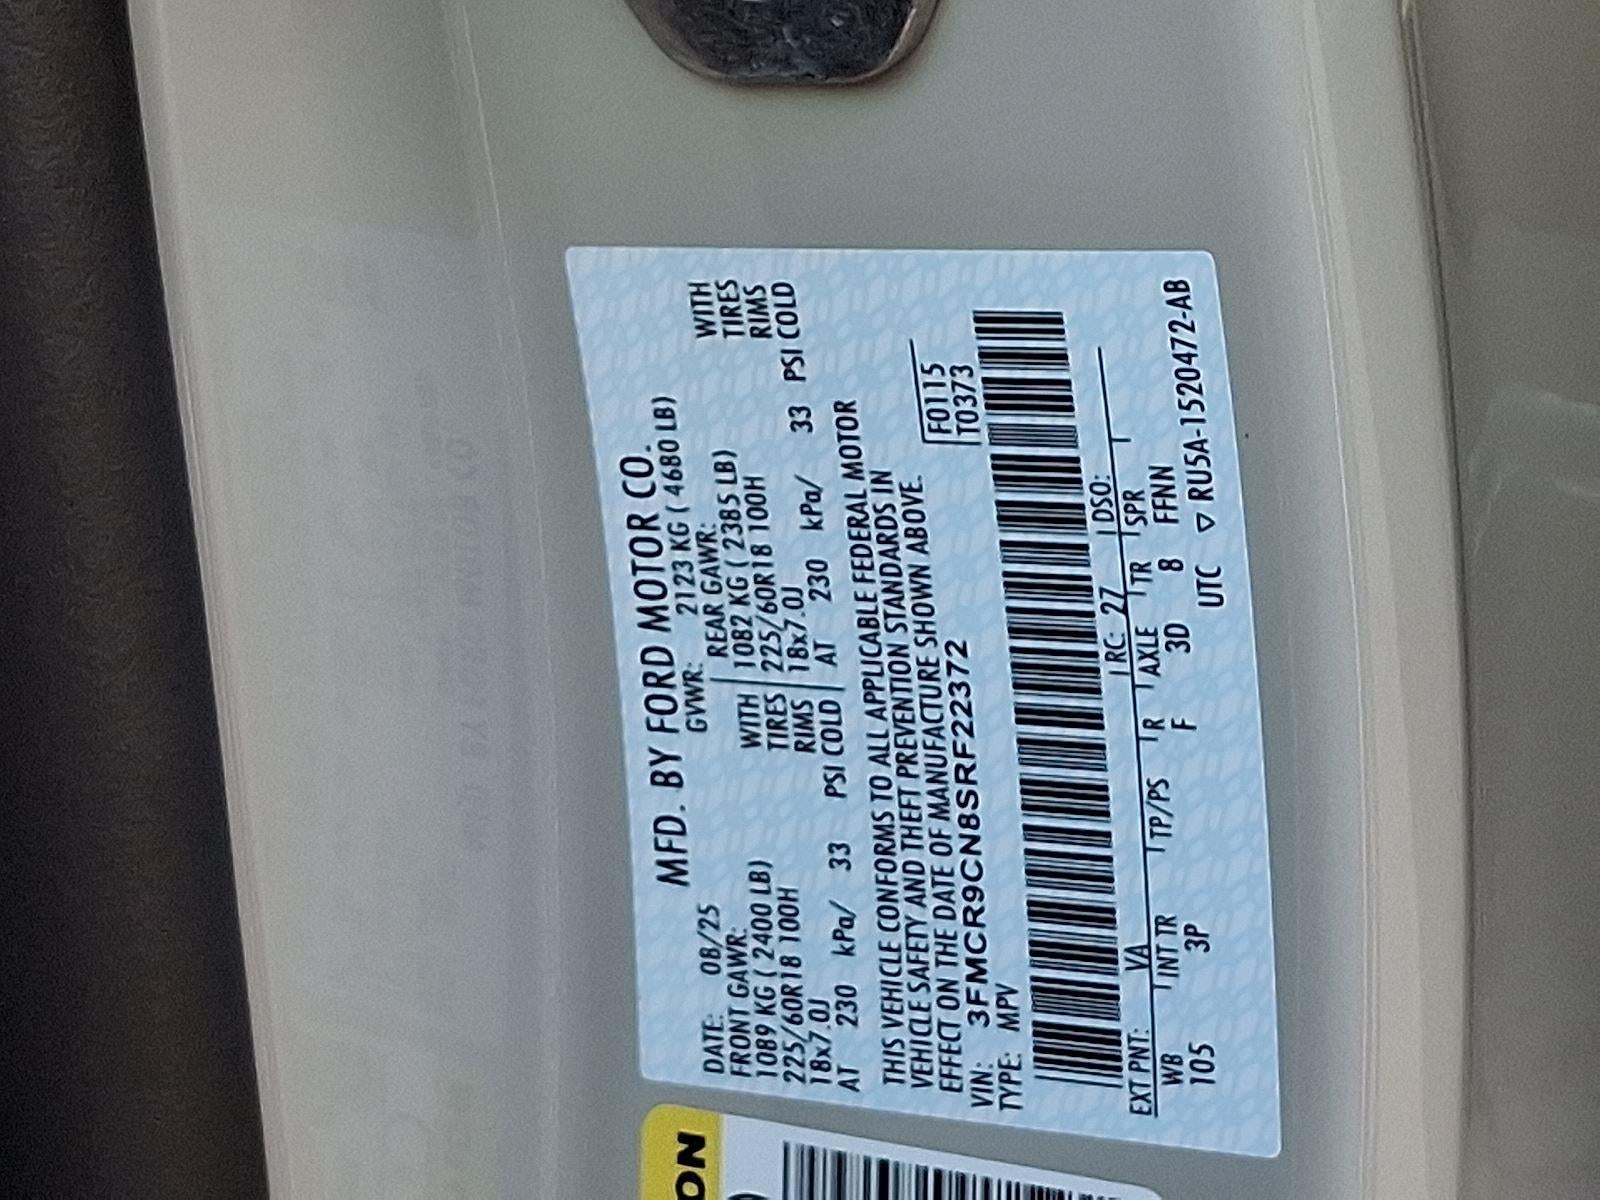 MFD. BY FORD MOTOR CO.
DATE: 08/25 GVWR: 2123 KG ( 4680 LB)
FRONT GAWR: REAR GAWR:
1089 KG ( 2400 LB) WITH 1082 KG ( 2385 LB) WITH
225/60R18 100H TIRES 225/60R18 100H TIRES
18x7.0J RIMS 18x7.0J RIMS
AT 230 kPa/ 33 PSI COLD AT 230 kPa/ 33 PSI COLD
THIS VEHICLE CONFORMS TO ALL APPLICABLE FEDERAL MOTOR
VEHICLE SAFETY AND THEFT PREVENTION STANDARDS IN
EFFECT ON THE DATE OF MANUFACTURE SHOWN ABOVE.
VIN: 3FMCR9CN8SRF22372 F0115
TYPE: MPV T0373
EXT PNT: VA RC: 27 DSO:
WB INT TR TP/PS R AXLE TR SPR
105 3P F 3D 8 FFNN
UTC ▽ RU5A-1520472-AB
ON